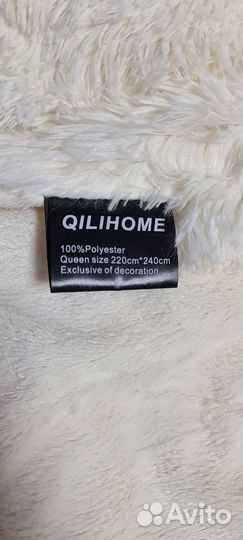 QILIHOME
100%Polyester
Queen size 220cm*240cm
Exclusive of decoration
Avito